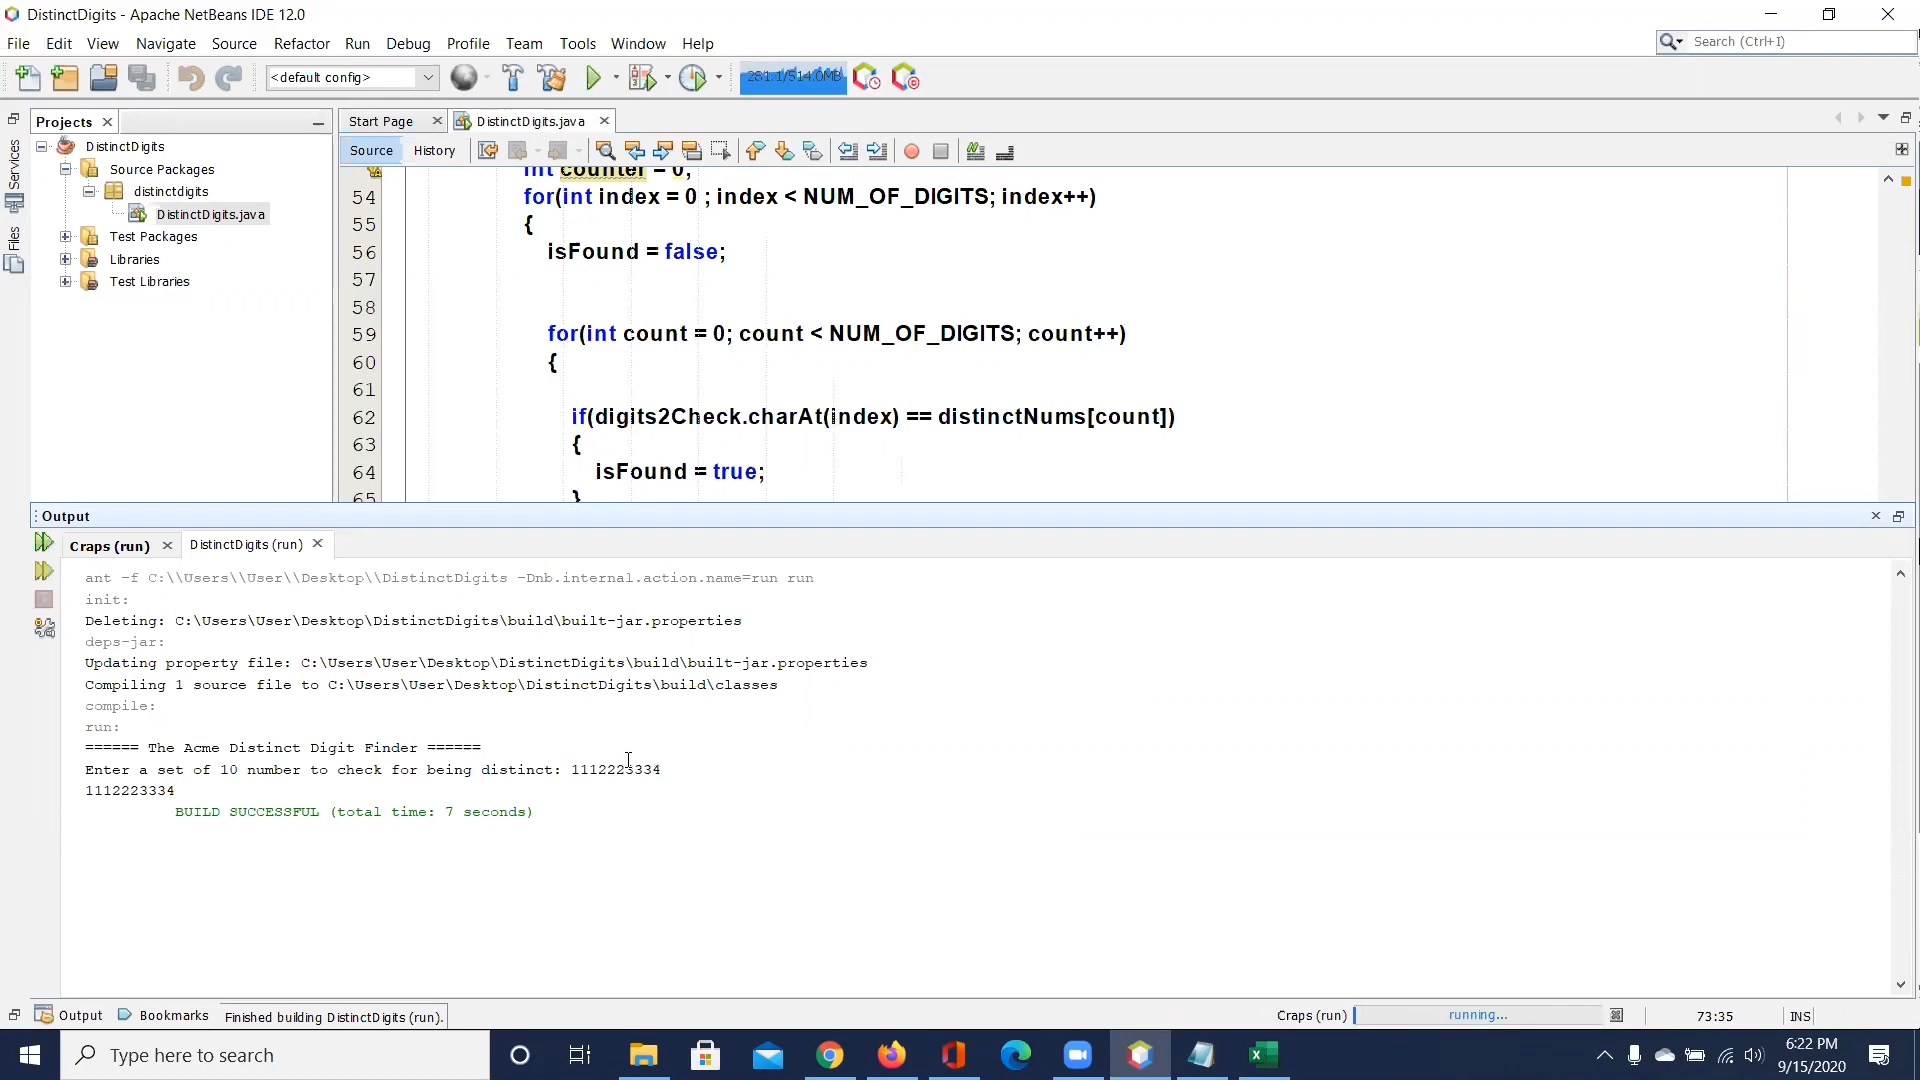 DistinctDigits - Apache NetBeans IDE 12.0
File Edit View Navigate Source Refactor Run Debug Profile Team Tools Window Help
Search (Ctrl+I)
<default config>
281.1/514.0MB
Projects
Start Page
DistinctDigits.java
Services
Files
DistinctDigits
Source Packages
distinctdigits
DistinctDigits.java
Test Packages
Libraries
Test Libraries
Source History
int counter = 0;
54 for(int index = 0 ; index < NUM_OF_DIGITS; index++)
55 {
56 isFound = false;
57
58
59 for(int count = 0; count < NUM_OF_DIGITS; count++)
60 {
61
62 if(digits2Check.charAt(index) == distinctNums[count])
63 {
64 isFound = true;
65 }
Output
Craps (run) DistinctDigits (run)
ant -f C:\\Users\\User\\Desktop\\DistinctDigits -Dnb.internal.action.name=run run
init:
Deleting: C:\Users\User\Desktop\DistinctDigits\build\built-jar.properties
deps-jar:
Updating property file: C:\Users\User\Desktop\DistinctDigits\build\built-jar.properties
Compiling 1 source file to C:\Users\User\Desktop\DistinctDigits\build\classes
compile:
run:
====== The Acme Distinct Digit Finder ======
Enter a set of 10 number to check for being distinct: 1112223334
1112223334
BUILD SUCCESSFUL (total time: 7 seconds)
Output Bookmarks Finished building DistinctDigits (run).
Craps (run) running... 73:35 INS
Type here to search
6:22 PM
9/15/2020